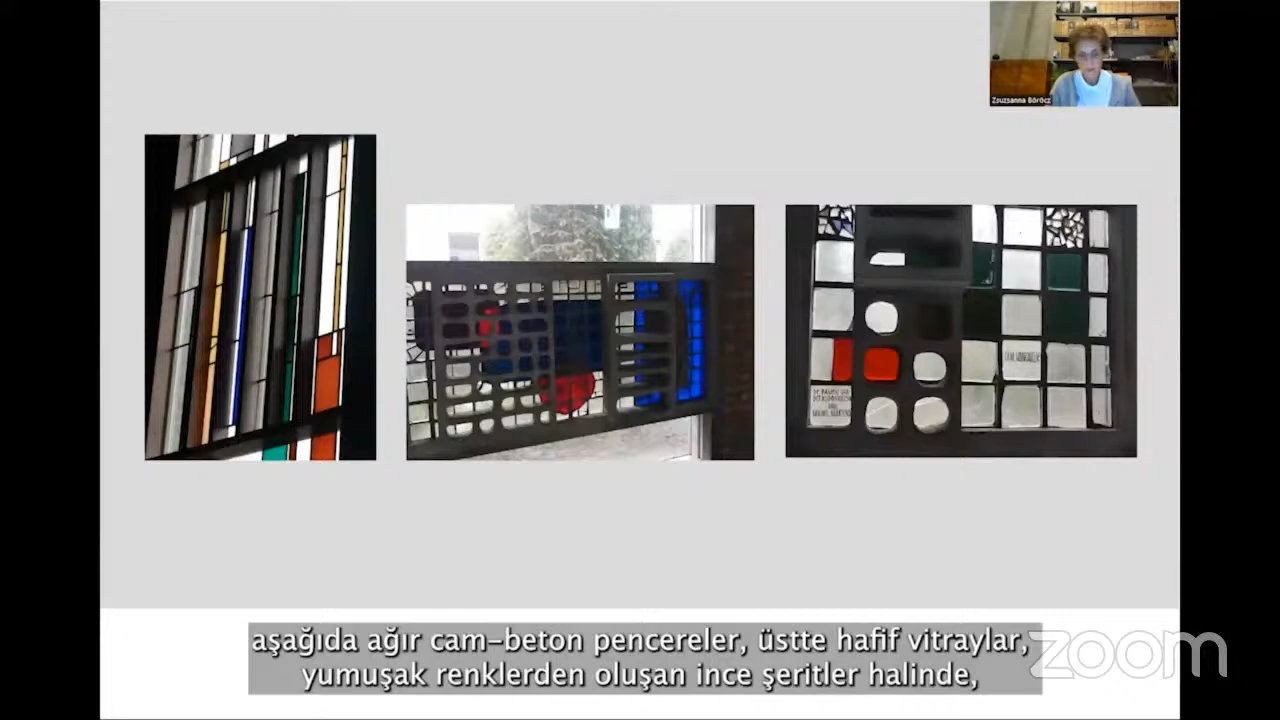 Zsuzsanna Böröcz
aşağıda ağır cam-beton pencereler, üstte hafif vitraylar,
yumuşak renklerden oluşan ince şeritler halinde,
zoom